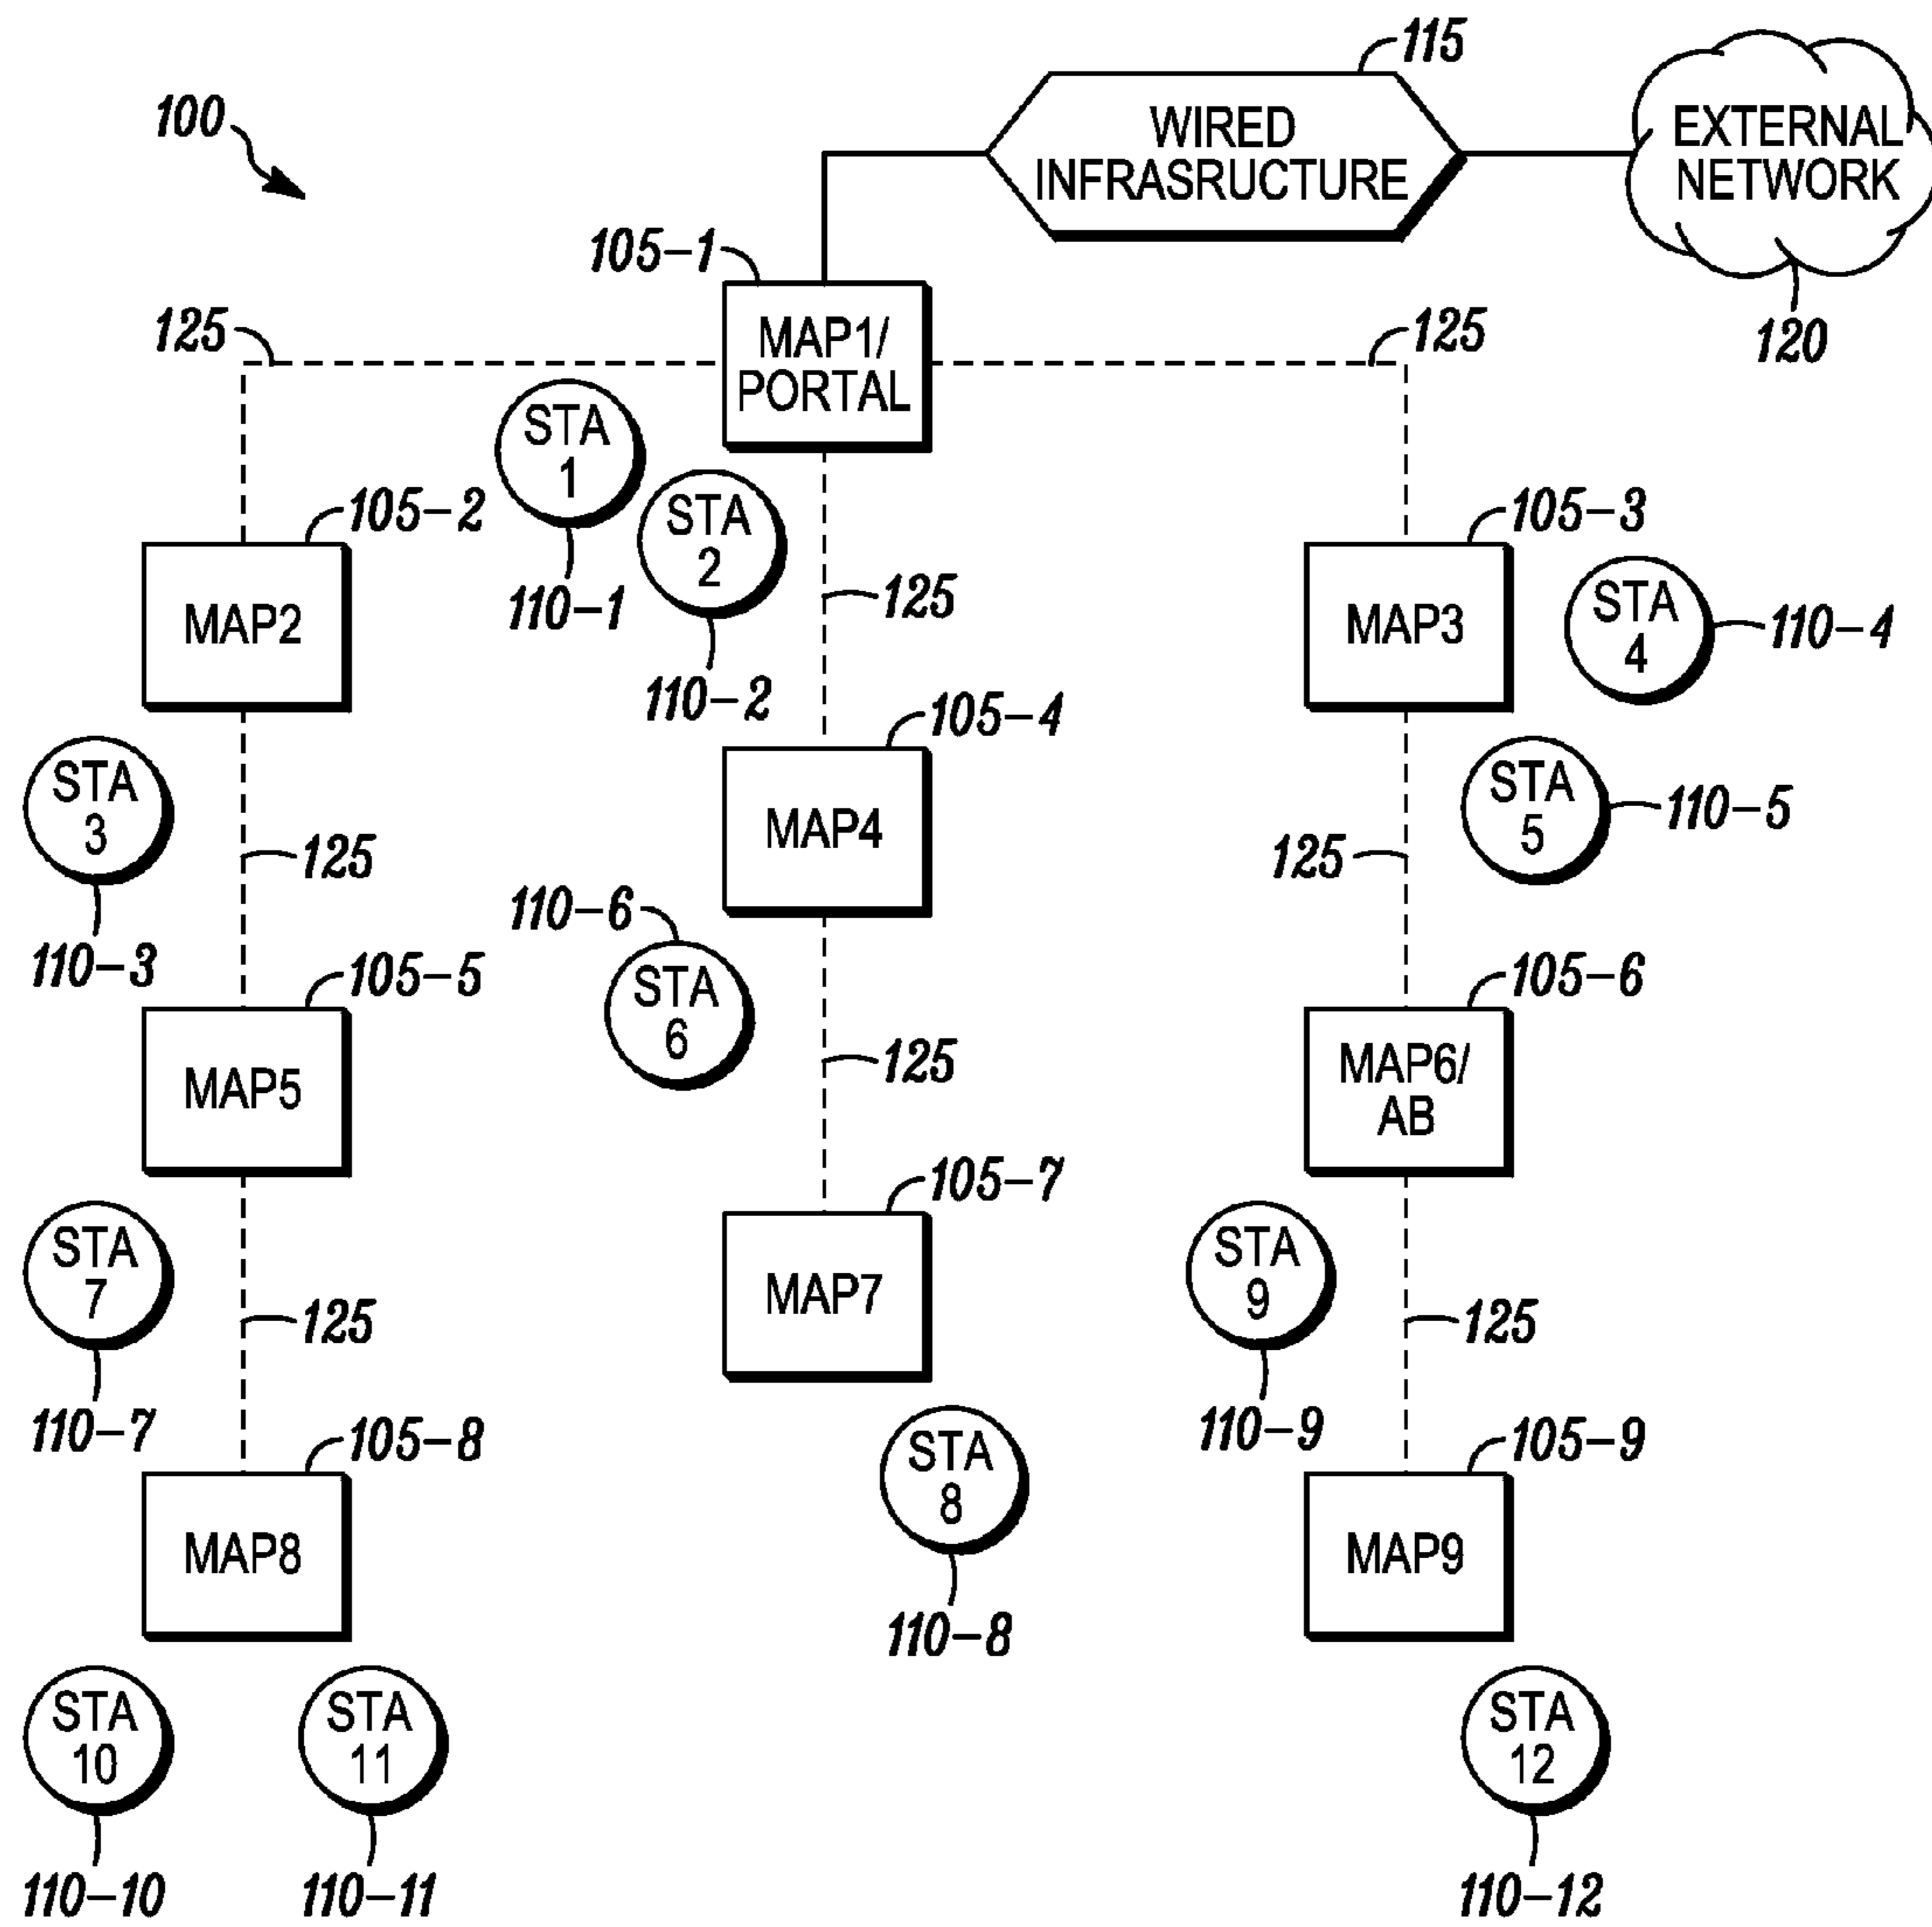 115
100
WIRED
INFRASRUCTURE
EXTERNAL
NETWORK
105-1
125
MAP1/
PORTAL
125
120
STA
1
105-2
STA
2
105-3
MAP2
110-1
125
MAP3
STA
4
110-4
110-2
105-4
STA
3
125
MAP4
125
STA
5
110-5
110-6
110-3
105-5
STA
6
105-6
MAP5
125
MAP6/
AB
105-7
STA
7
125
MAP7
STA
9
125
110-7
105-8
110-9
105-9
STA
8
MAP8
MAP9
110-8
STA
10
STA
11
STA
12
110-10
110-11
110-12